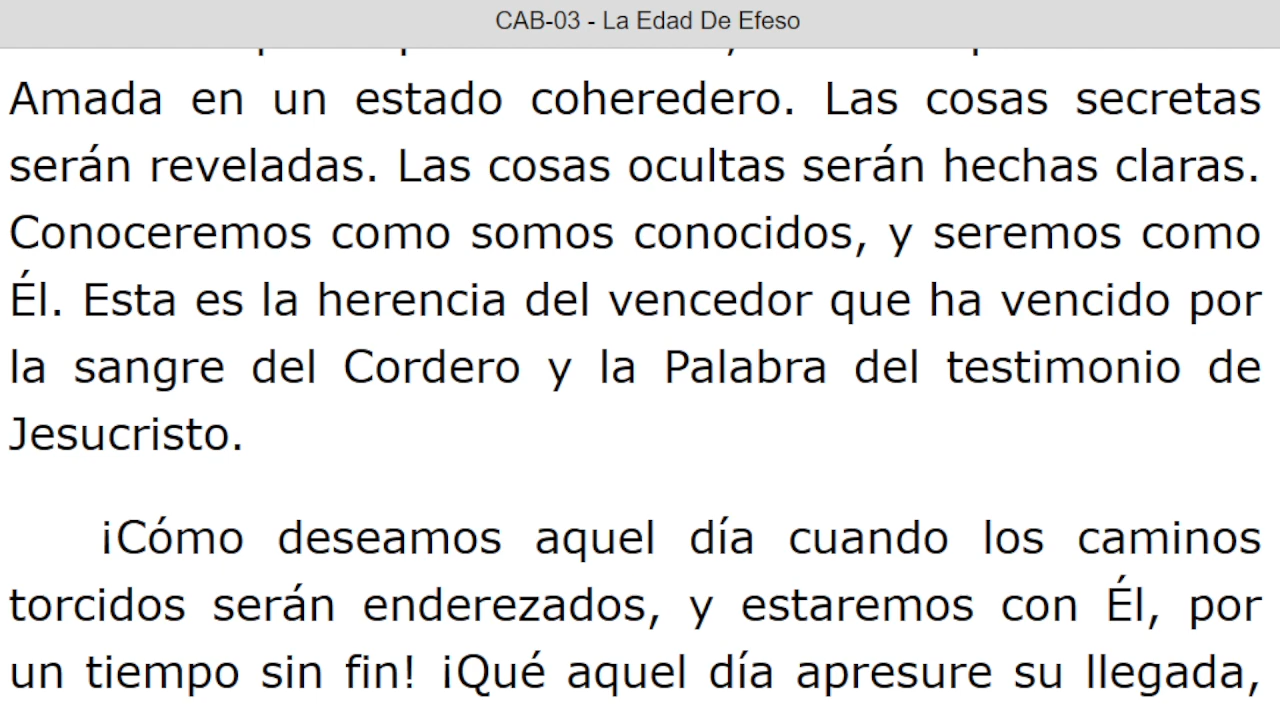 CAB-03 - La Edad De Efeso
Amada en un estado coheredero. Las cosas secretas
serán reveladas. Las cosas ocultas serán hechas claras.
Conoceremos como somos conocidos, y seremos como
Él. Esta es la herencia del vencedor que ha vencido por
la sangre del Cordero y la Palabra del testimonio de
Jesucristo.
¡Cómo deseamos aquel día cuando los caminos
torcidos serán enderezados, y estaremos con Él, por
un tiempo sin fin! ¡Qué aquel día apresure su llegada,